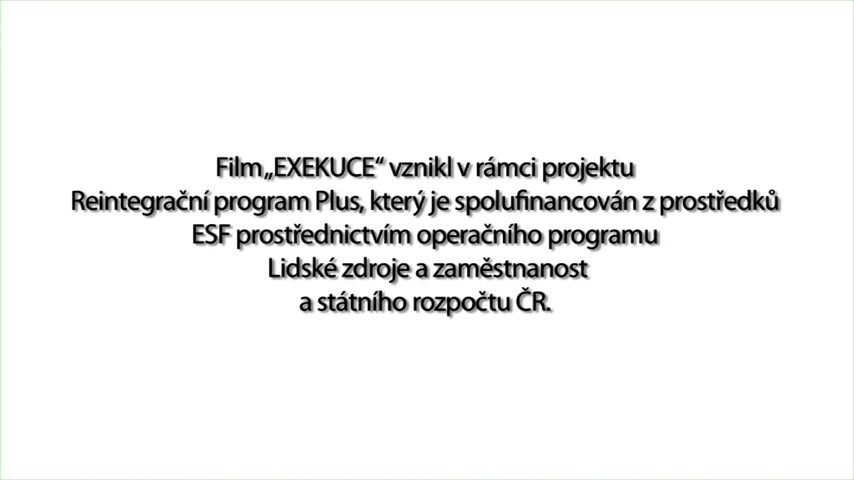 Film „EXEKUCE“ vznikl v rámci projektu
Reintegrační program Plus, který je spolufinancován z prostředků
ESF prostřednictvím operačního programu
Lidské zdroje a zaměstnanost
a státního rozpočtu ČR.